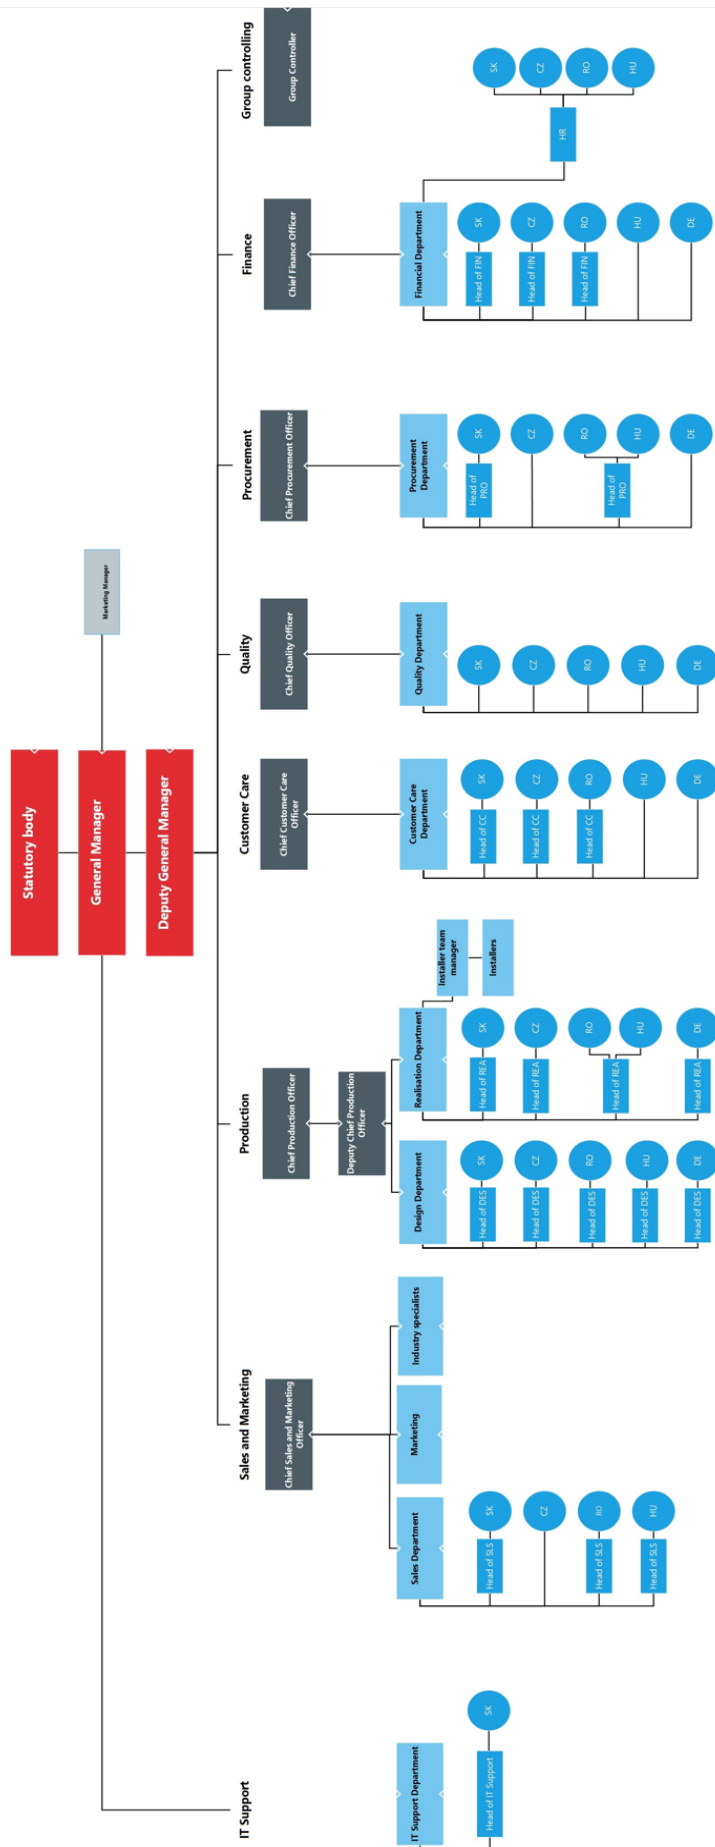 Statutory body
General Manager
Marketing Manager
Deputy General Manager
IT Support
IT Support Department
Head of IT Support
SK
Sales and Marketing
Chief Sales and Marketing
Officer
Sales Department
Head of SLS
SK
CZ
Head of SLS
RO
Head of SLS
HU
Marketing
Industry specialists
Production
Chief Production Officer
Deputy Chief Production
Officer
Design Department
Head of DES
SK
Head of DES
CZ
Head of DES
RO
Head of DES
HU
Head of DES
DE
Realisation Department
Head of REA
SK
Head of REA
CZ
Head of REA
RO
HU
Head of REA
DE
Installer team
manager
Installers
Customer Care
Chief Customer Care
Officer
Customer Care
Department
Head of CC
SK
Head of CC
CZ
Head of CC
RO
HU
DE
Quality
Chief Quality Officer
Quality Department
SK
CZ
RO
HU
DE
Procurement
Chief Procurement Officer
Procurement
Department
Head of
PRO
SK
CZ
Head of
PRO
RO
HU
DE
Finance
Chief Finance Officer
Financial Department
Head of FIN
SK
Head of FIN
CZ
Head of FIN
RO
HU
DE
HR
SK
CZ
RO
HU
Group controlling
Group Controller